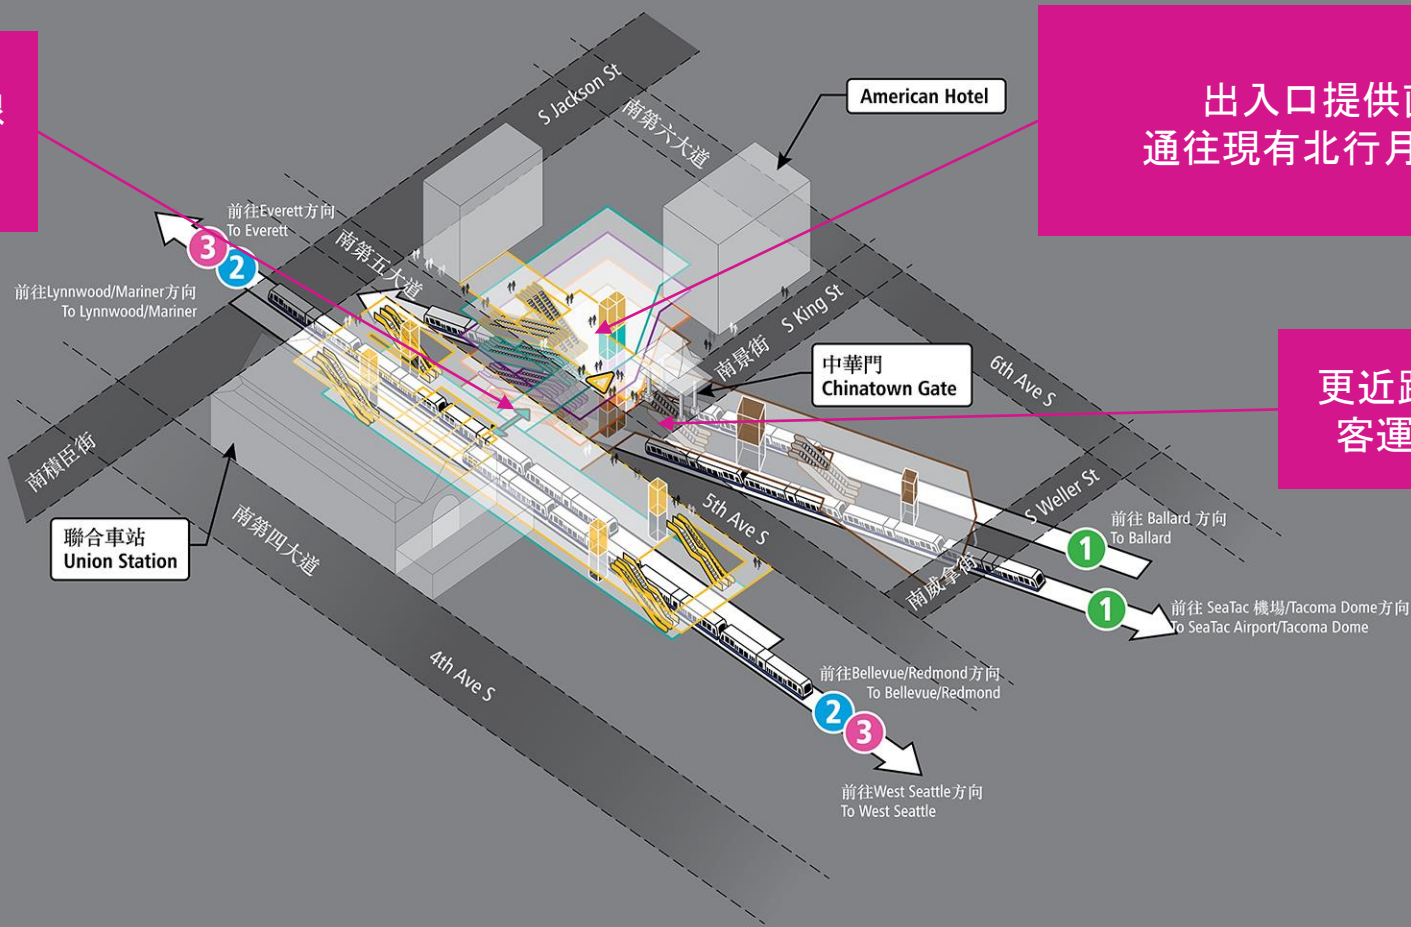 線
出入口提供
通往現有北行月
更近
客運
American Hotel
S Jackson St
南第六大道
前往Everett方向
To Everett
3
2
南第五大道
前往Lynnwood/Mariner方向
To Lynnwood/Mariner
S King St
南景街
中華門
Chinatown Gate
6th Ave S
南積臣街
聯合車站
Union Station
南第四大道
5th Ave S
S Weller St
南威拿街
前往 Ballard 方向
To Ballard
1
1
前往 SeaTac 機場/Tacoma Dome方向
To SeaTac Airport/Tacoma Dome
4th Ave S
前往Bellevue/Redmond方向
To Bellevue/Redmond
2
3
前往West Seattle方向
To West Seattle